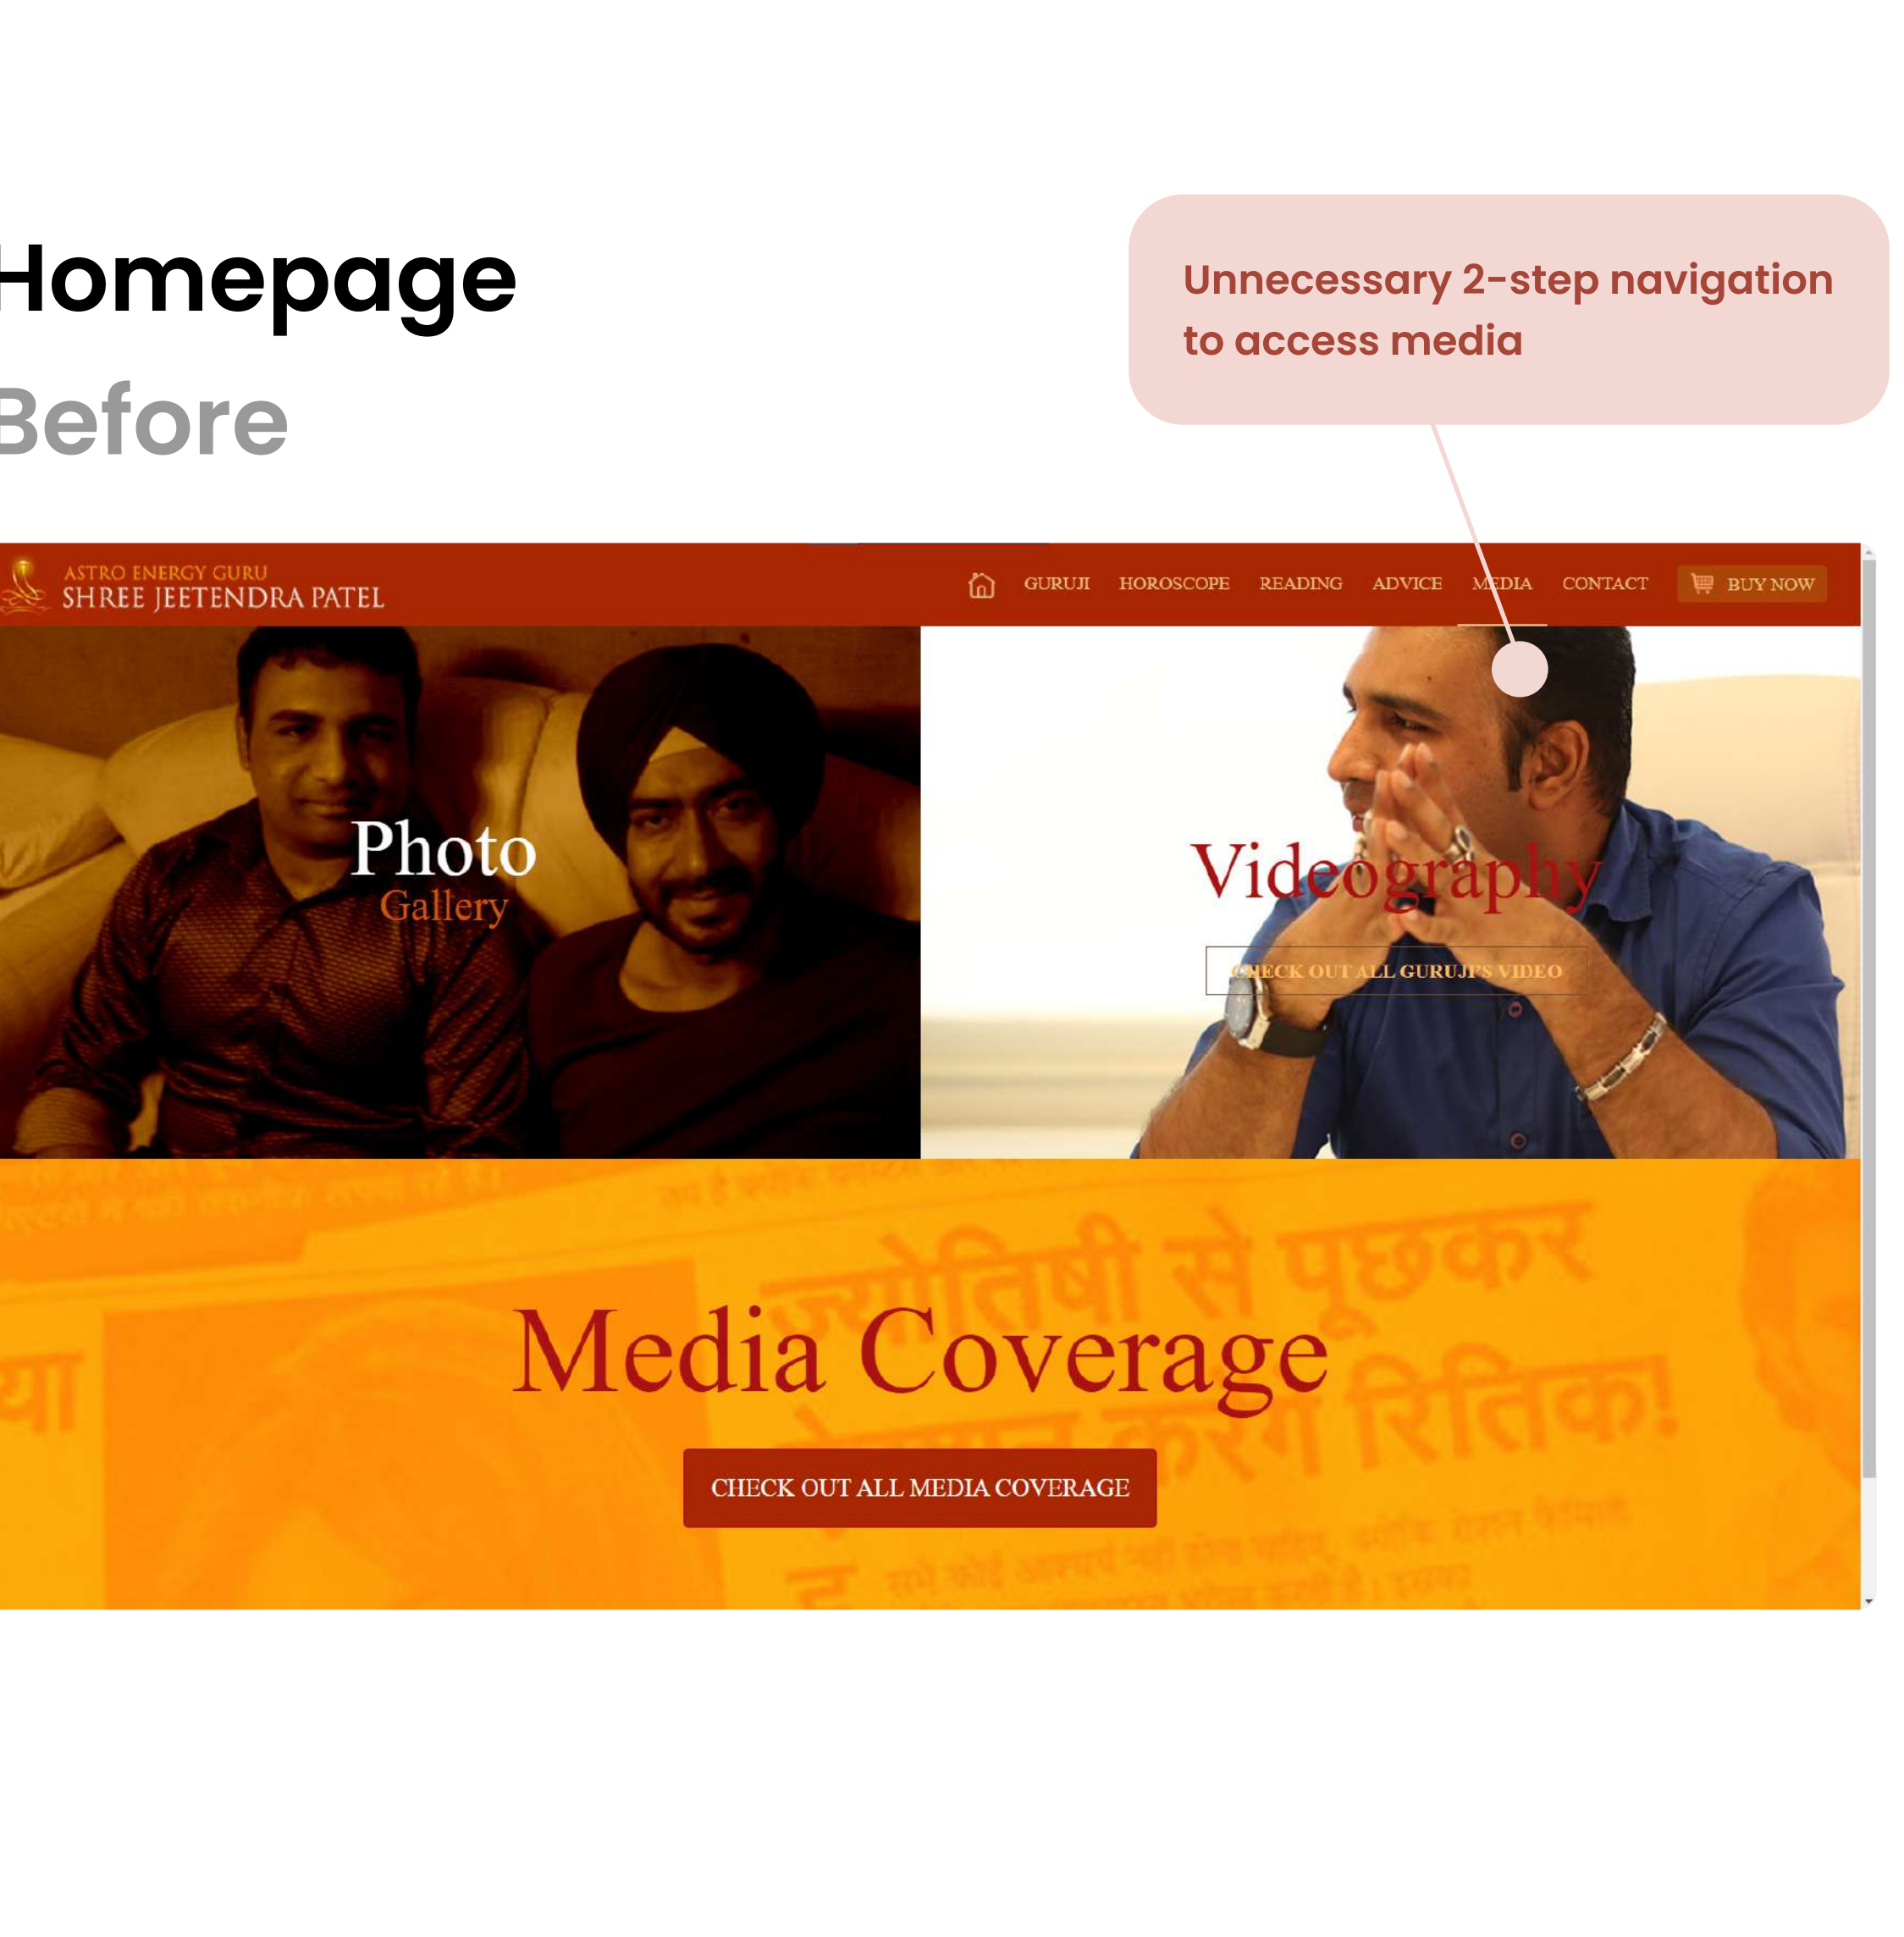 Homepage
Before
Unnecessary 2-step navigation
to access media
ASTRO ENERGY GURU
SHREE JEETENDRA PATEL
GURUJI HOROSCOPE READING ADVICE MEDIA CONTACT BUY NOW
Photo
Gallery
Videography
CHECK OUT ALL GURUJI'S VIDEO
ज्योतिषी से पूछकर
Media Coverage
या
करेंगे रितिक!
CHECK OUT ALL MEDIA COVERAGE